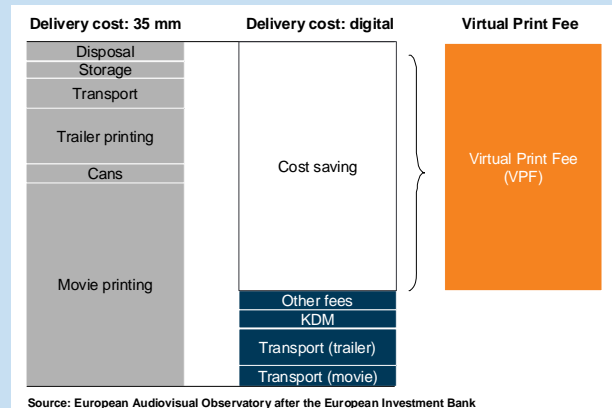 Delivery cost: 35 mm
Delivery cost: digital
Virtual Print Fee
Disposal
Storage
Transport
Trailer printing
Cans
Movie printing
Cost saving
Other fees
KDM
Transport (trailer)
Transport (movie)
Virtual Print Fee
(VPF)
Source: European Audiovisual Observatory after the European Investment Bank